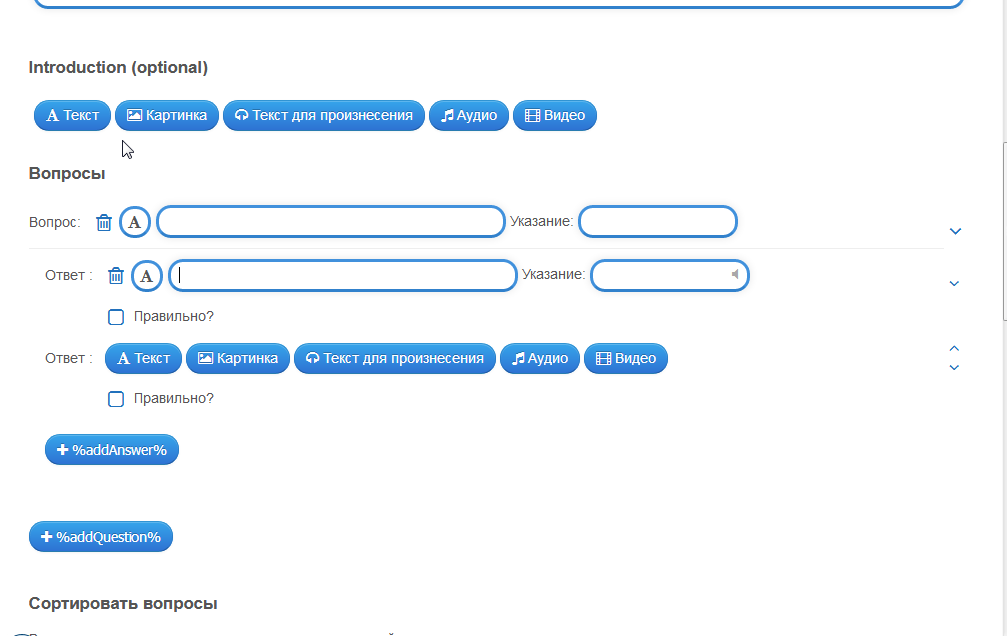 Introduction (optional)
A Текст Картинка Текст для произнесения Аудио Видео
Вопросы
Вопрос: A Указание:
Ответ : A Указание:
Правильно?
Ответ : A Текст Картинка Текст для произнесения Аудио Видео
Правильно?
%addAnswer%
%addQuestion%
Сортировать вопросы